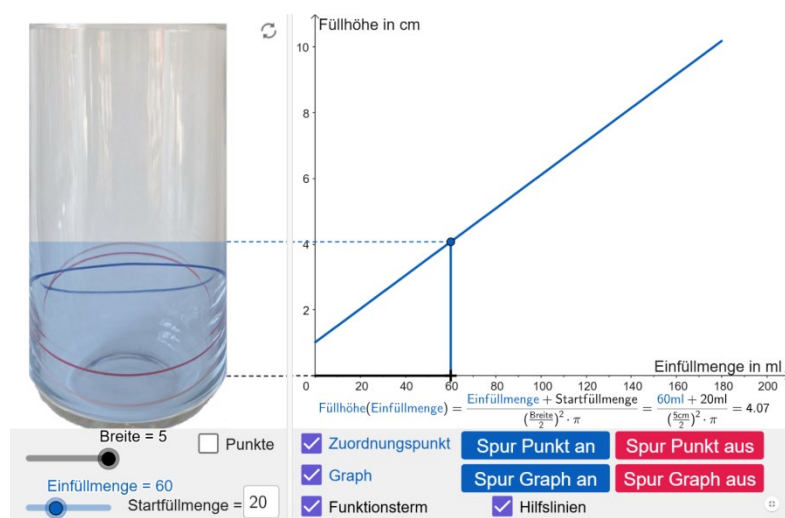 Füllhöhe in cm
10
8
6
4
2
0 20 40 60 80 100 120 140 160 180 200
Einfüllmenge in ml
Füllhöhe(Einfüllmenge) = (Einfüllmenge + Startfüllmenge)/((Breite/2)² · π) = (60ml + 20ml)/((5cm/2)² · π) = 4.07
Breite = 5
Punkte
Einfüllmenge = 60
Startfüllmenge = 20
Zuordnungspunkt
Spur Punkt an
Spur Punkt aus
Graph
Spur Graph an
Spur Graph aus
Funktionsterm
Hilfslinien